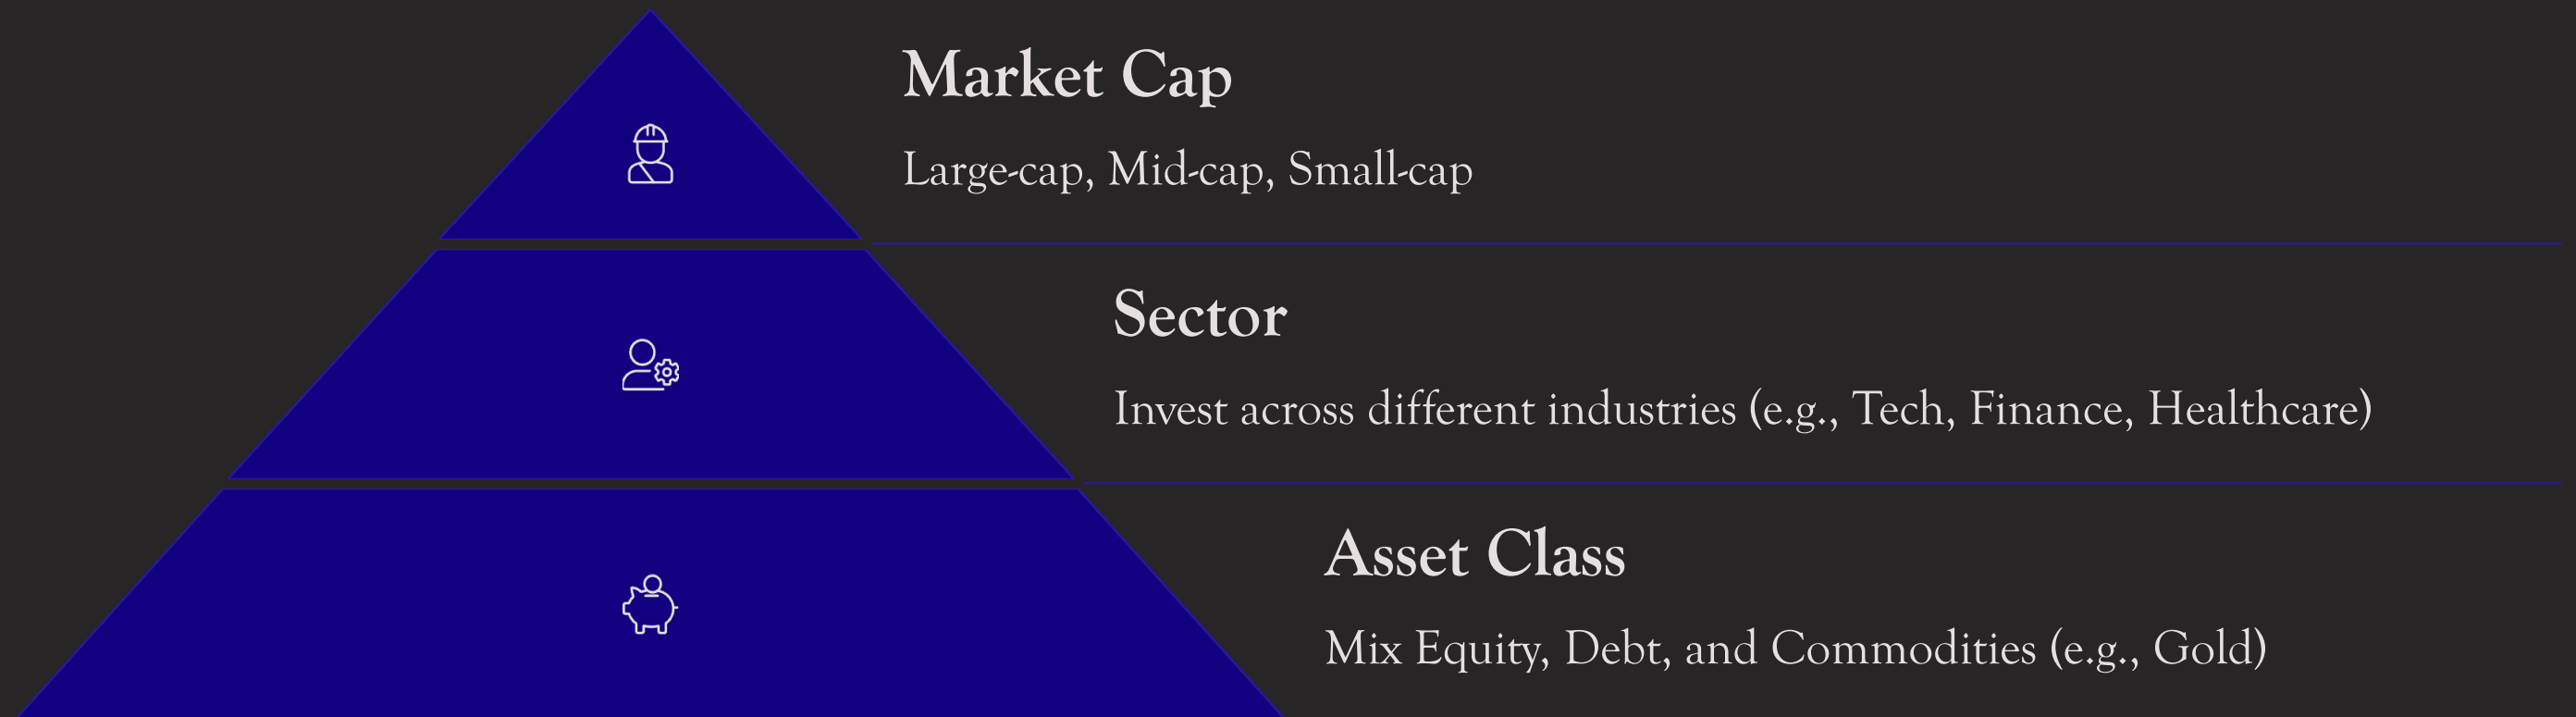 Market Cap
Large-cap, Mid-cap, Small-cap
Sector
Invest across different industries (e.g., Tech, Finance, Healthcare)
Asset Class
Mix Equity, Debt, and Commodities (e.g., Gold)